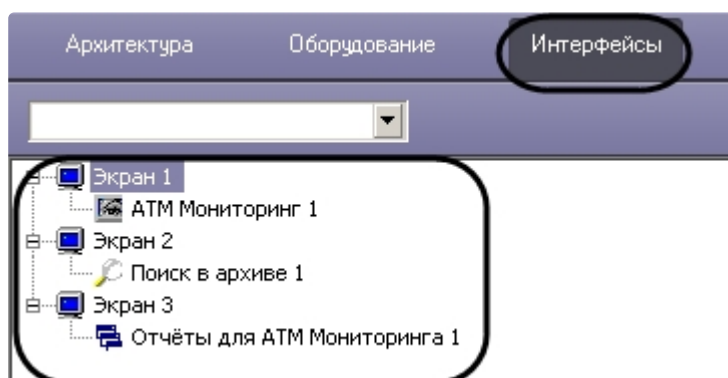 Архитектура Оборудование Интерфейсы
Экран 1
АТМ Мониторинг 1
Экран 2
Поиск в архиве 1
Экран 3
Отчёты для АТМ Мониторинга 1